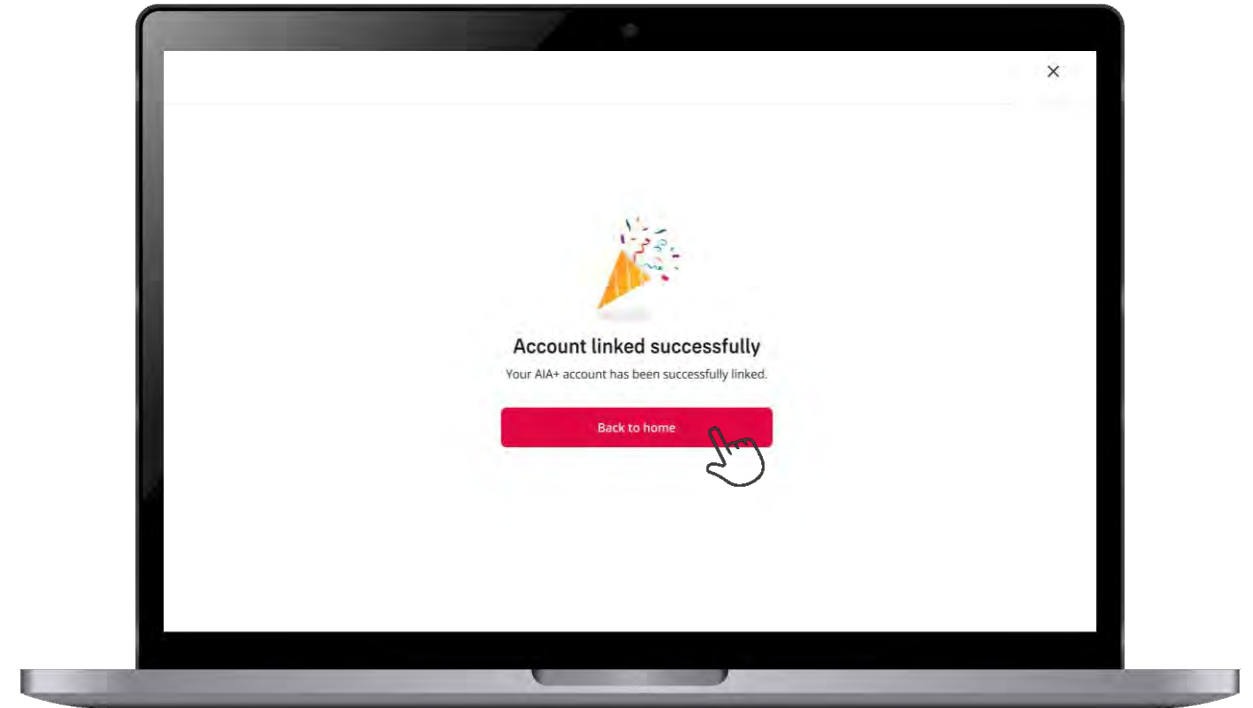 Account linked successfully
Your AIA+ account has been successfully linked.
Back to home